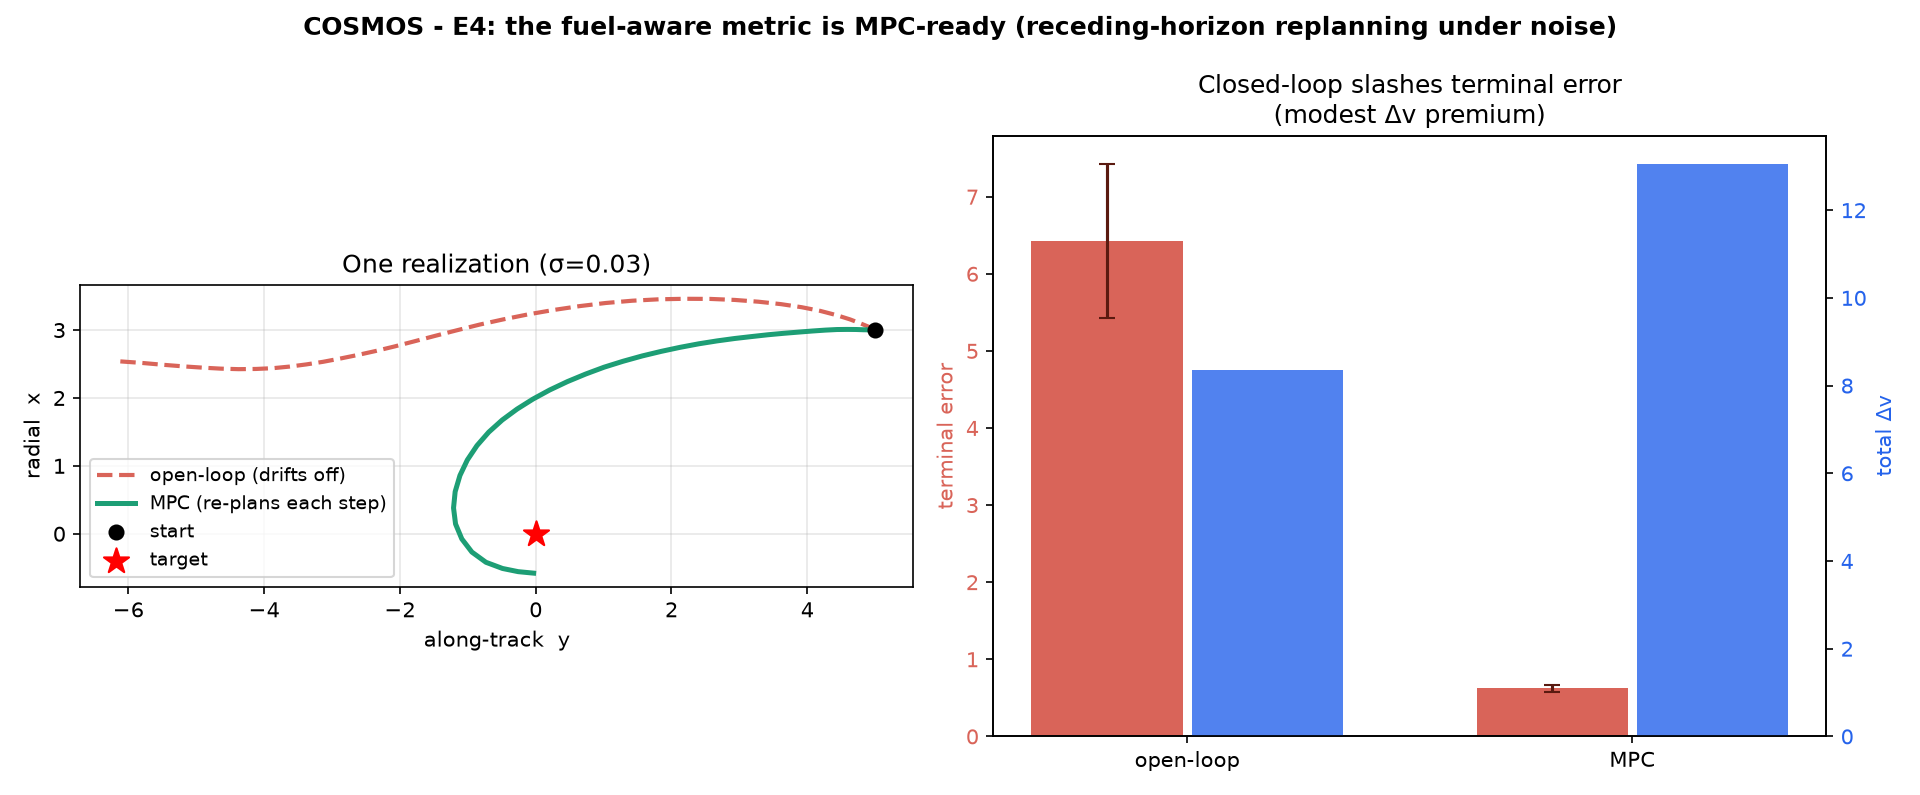 COSMOS - E4: the fuel-aware metric is MPC-ready (receding-horizon replanning under noise)
One realization (σ=0.03)
radial x
3
2
1
0
open-loop (drifts off)
MPC (re-plans each step)
start
target
−6 −4 −2 0 2 4
along-track y
Closed-loop slashes terminal error
(modest Δv premium)
terminal error
7
6
5
4
3
2
1
0
12
10
8
6
4
2
0
total Δv
open-loop MPC